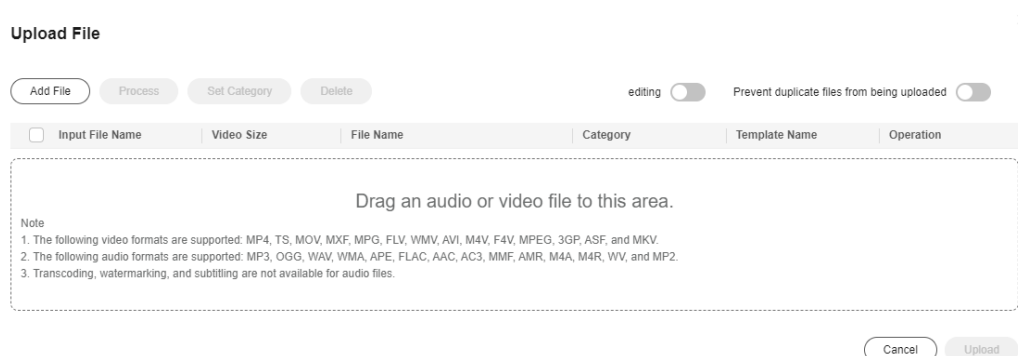 Upload File
Add File Process Set Category Delete editing Prevent duplicate files from being uploaded
Input File Name Video Size File Name Category Template Name Operation
Drag an audio or video file to this area.
Note
1. The following video formats are supported: MP4, TS, MOV, MXF, MPG, FLV, WMV, AVI, M4V, F4V, MPEG, 3GP, ASF, and MKV.
2. The following audio formats are supported: MP3, OGG, WAV, WMA, APE, FLAC, AAC, AC3, MMF, AMR, M4A, M4R, WV, and MP2.
3. Transcoding, watermarking, and subtitling are not available for audio files.
Cancel Upload